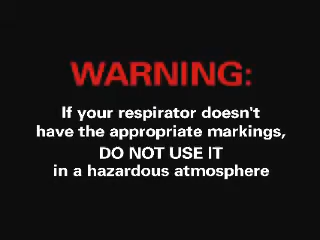 WARNING:
If your respirator doesn't
have the appropriate markings,
DO NOT USE IT
in a hazardous atmosphere